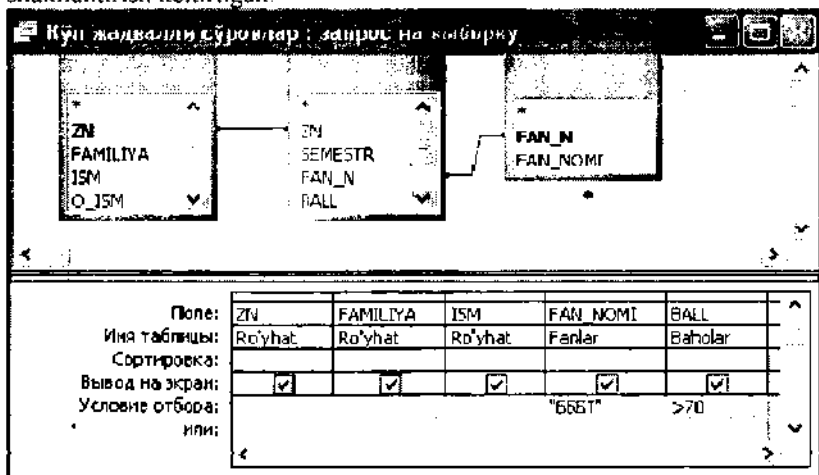 Кўп жадвалли сўровлар : запрос на выборку
*
ZN
FAMILIYA
ISM
O_ISM
*
ZN
SEMESTR
FAN_N
BALL
*
FAN_N
FAN_NOMI
Поле: ZN FAMILIYA ISM FAN_NOMI BALL
Имя таблицы: Ro'yhat Ro'yhat Ro'yhat Fanlar Baholar
Сортировка:
Вывод на экран:
Условие отбора: >70
или: